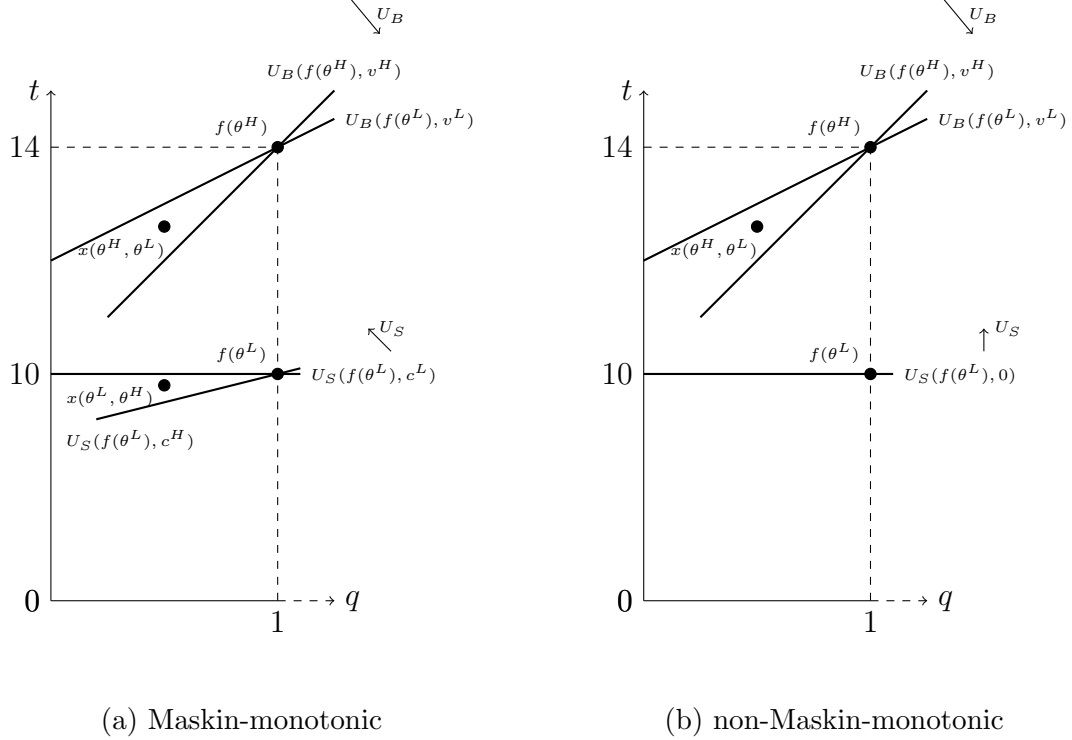 U_B
U_B(f(θ^H), v^H)
t
f(θ^H)
U_B(f(θ^L), v^L)
14
x(θ^H, θ^L)
U_S
f(θ^L)
10
U_S(f(θ^L), c^L)
x(θ^L, θ^H)
U_S(f(θ^L), c^H)
0
q
1
(a) Maskin-monotonic
U_B
U_B(f(θ^H), v^H)
t
f(θ^H)
U_B(f(θ^L), v^L)
14
x(θ^H, θ^L)
U_S
f(θ^L)
10
U_S(f(θ^L), 0)
0
q
1
(b) non-Maskin-monotonic